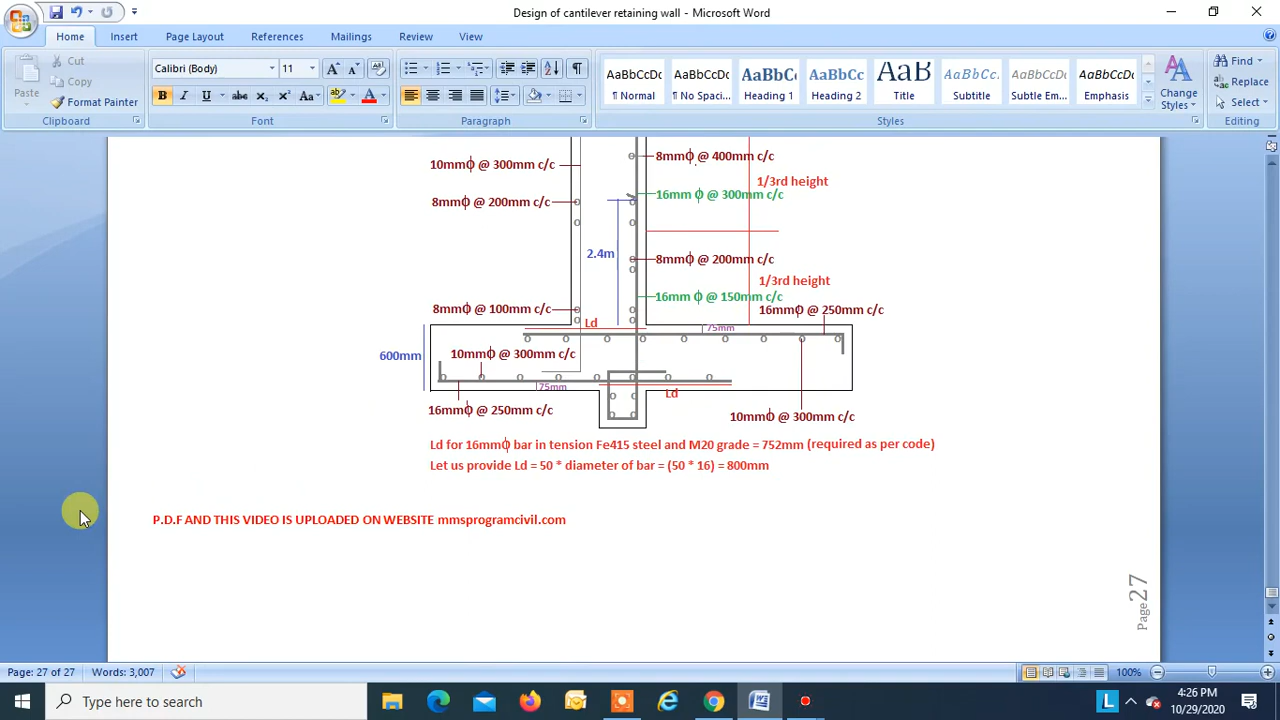 Design of cantilever retaining wall - Microsoft Word
Home Insert Page Layout References Mailings Review View
Paste
Cut
Copy
Format Painter
Clipboard
Calibri (Body) 11
Font
Paragraph
AaBbCcDc AaBbCcDc AaBbCc AaBbCc AaB AaBbCcL AaBbCcDc AaBbCcDc
¶ Normal ¶ No Spaci... Heading 1 Heading 2 Title Subtitle Subtle Em... Emphasis
Change Styles
Styles
Find
Replace
Select
Editing
10mmϕ @ 300mm c/c
8mmϕ @ 400mm c/c
1/3rd height
16mm ϕ @ 300mm c/c
8mmϕ @ 200mm c/c
2.4m
8mmϕ @ 200mm c/c
1/3rd height
16mm ϕ @ 150mm c/c
8mmϕ @ 100mm c/c
16mmϕ @ 250mm c/c
Ld
75mm
600mm
10mmϕ @ 300mm c/c
75mm
Ld
16mmϕ @ 250mm c/c
10mmϕ @ 300mm c/c
Ld for 16mmϕ bar in tension Fe415 steel and M20 grade = 752mm (required as per code)
Let us provide Ld = 50 * diameter of bar = (50 * 16) = 800mm
P.D.F AND THIS VIDEO IS UPLOADED ON WEBSITE mmsprogramcivil.com
Page 27
Page: 27 of 27 Words: 3,007 100%
Type here to search
4:26 PM
10/29/2020